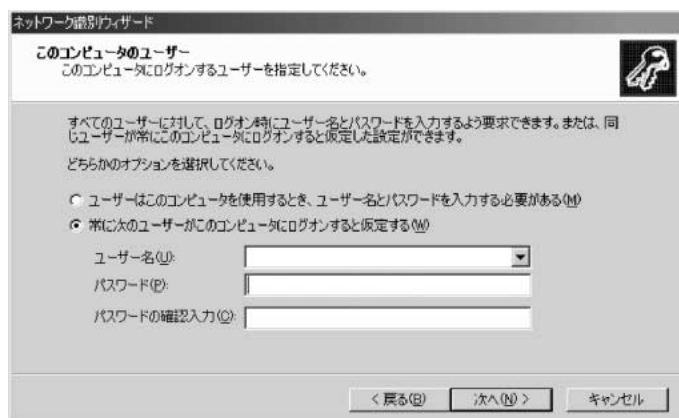 ネットワーク識別ウィザード
このコンピュータのユーザー
このコンピュータにログオンするユーザーを指定してください。
すべてのユーザーに対して、ログオン時にユーザー名とパスワードを入力するよう要求できます。または、同
じユーザーが常にこのコンピュータにログオンすると仮定した設定ができます。
どちらかのオプションを選択してください。
ユーザーはこのコンピュータを使用するとき、ユーザー名とパスワードを入力する必要がある(M)
常に次のユーザーがこのコンピュータにログオンすると仮定する(W)
ユーザー名(U):
パスワード(P):
パスワードの確認入力(C):
< 戻る(B) 次へ(N) > キャンセル